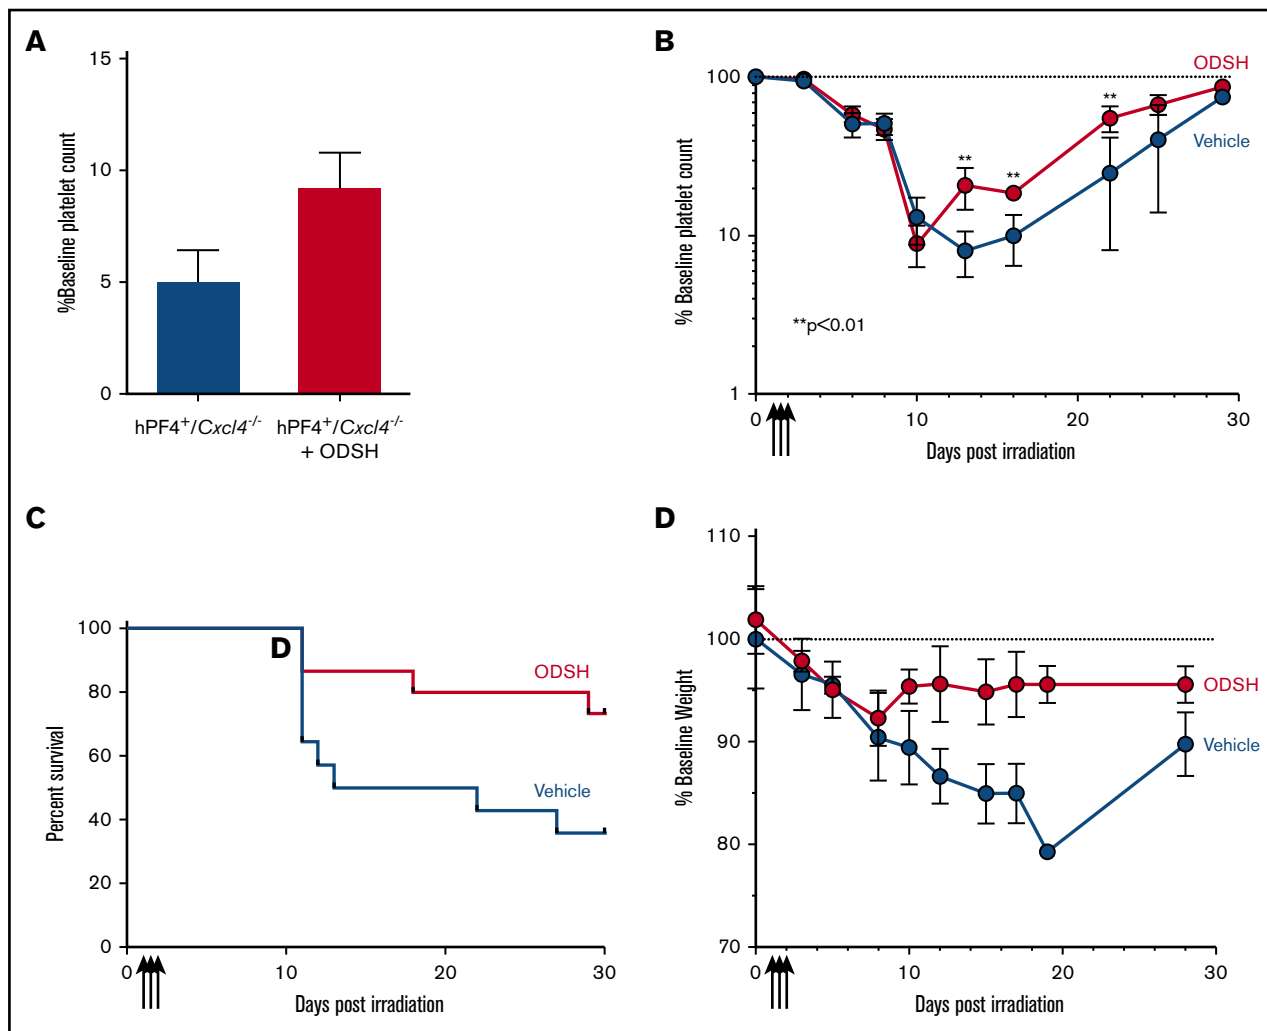 A
15
10
5
0
%Baseline platelet count
hPF4+/Cxcl4-/-
hPF4+/Cxcl4-/-
+ ODSH
B
100
10
1
% Baseline platelet count
ODSH
Vehicle
**
**
**
**p<0.01
0
10
20
30
Days post irradiation
C
100
80
60
40
20
0
Percent survival
D
ODSH
Vehicle
0
10
20
30
Days post irradiation
D
110
100
90
80
70
% Baseline Weight
ODSH
Vehicle
0
10
20
30
Days post irradiation